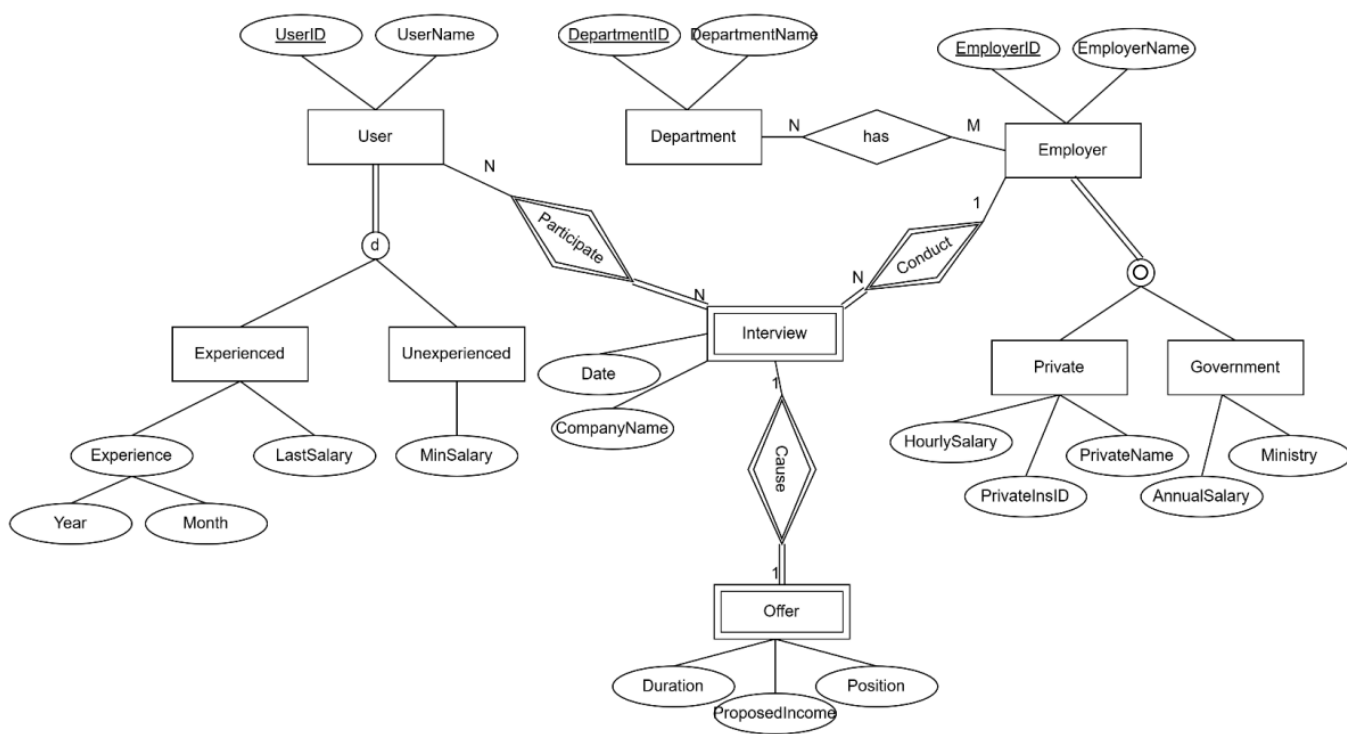 UserID
UserName
DepartmentID
DepartmentName
EmployerID
EmployerName
User
Department
N
has
M
Employer
N
Participate
1
Conduct
d
N
N
O
Experienced
Unexperienced
Interview
Private
Government
Date
CompanyName
1
HourlySalary
PrivateName
Ministry
PrivateInsID
AnnualSalary
Experience
LastSalary
MinSalary
Cause
Year
Month
1
Offer
Duration
Position
ProposedIncome